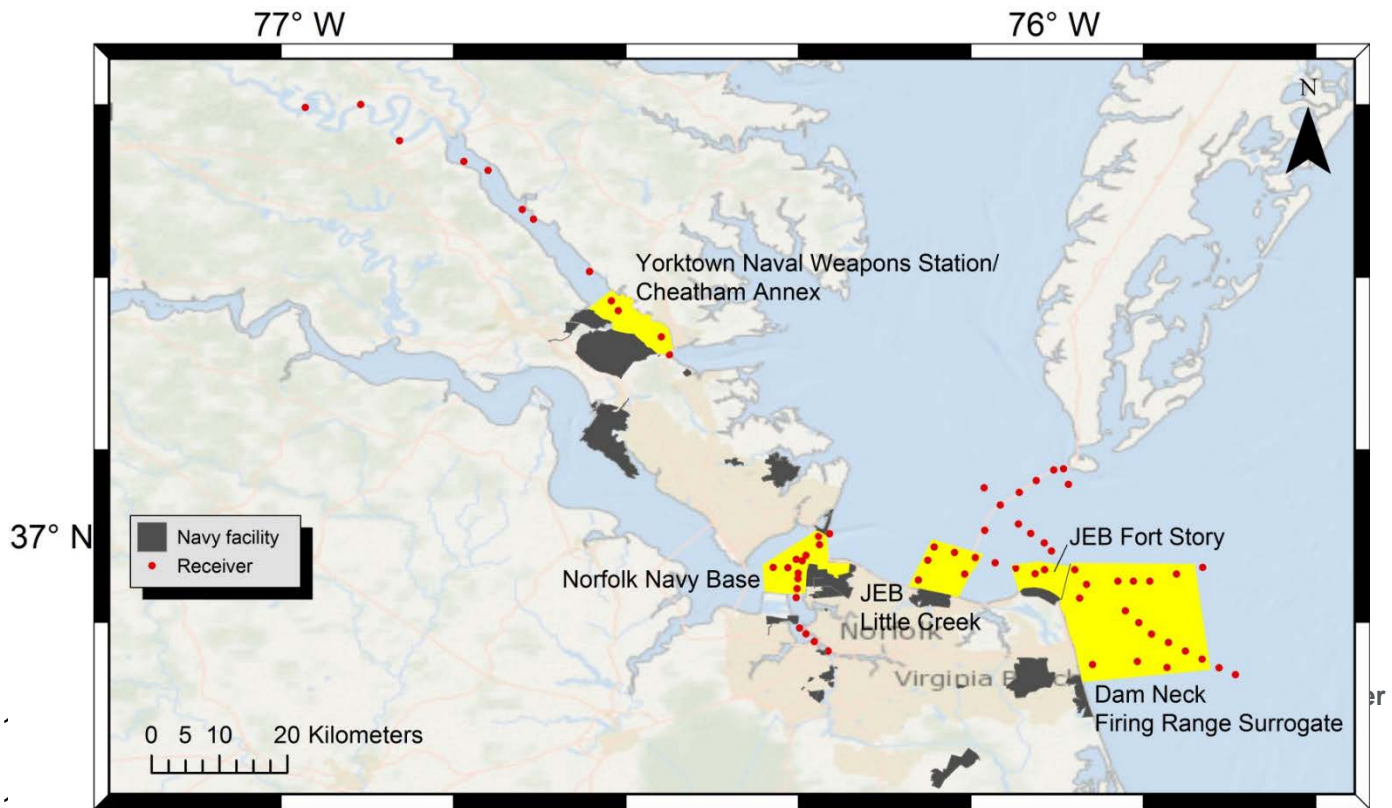 77° W
76° W
N
Yorktown Naval Weapons Station/
Cheatham Annex
37° N
Navy facility
Receiver
JEB Fort Story
Norfolk Navy Base
JEB
Little Creek
Norfolk
Virginia
Dam Neck
Firing Range Surrogate
er
0 5 10 20 Kilometers